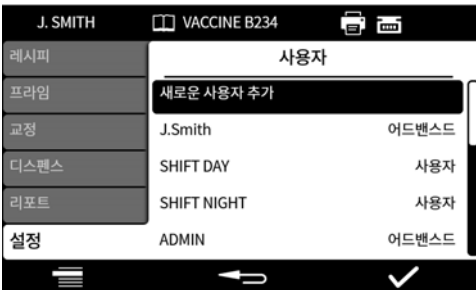 J. SMITH
VACCINE B234
레시피
프라임
교정
디스펜스
리포트
설정
사용자
새로운 사용자 추가
J.Smith 어드밴스드
SHIFT DAY 사용자
SHIFT NIGHT 사용자
ADMIN 어드밴스드